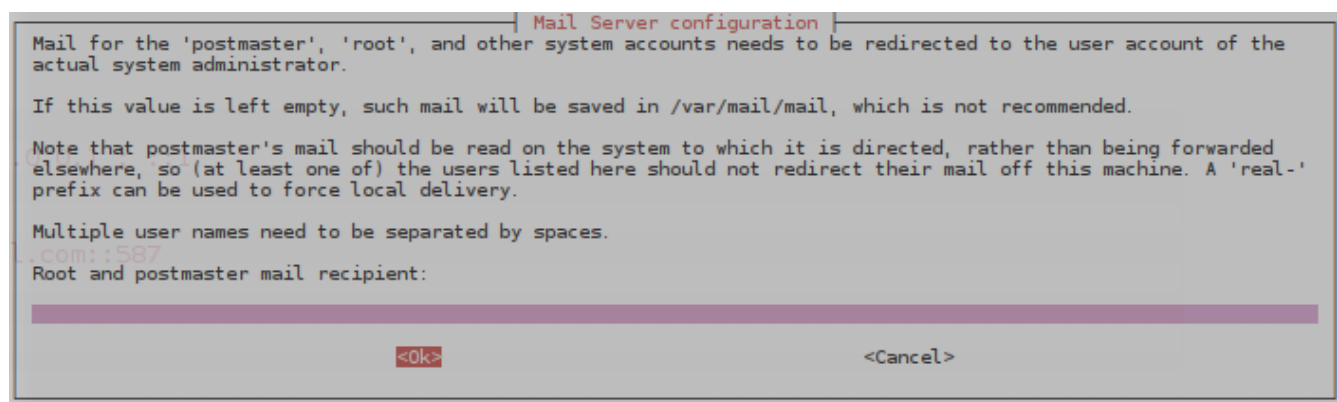 Mail Server configuration
Mail for the 'postmaster', 'root', and other system accounts needs to be redirected to the user account of the
actual system administrator.
If this value is left empty, such mail will be saved in /var/mail/mail, which is not recommended.
Note that postmaster's mail should be read on the system to which it is directed, rather than being forwarded
elsewhere, so (at least one of) the users listed here should not redirect their mail off this machine. A 'real-'
prefix can be used to force local delivery.
Multiple user names need to be separated by spaces.
l.com::587
Root and postmaster mail recipient:
<Ok> <Cancel>